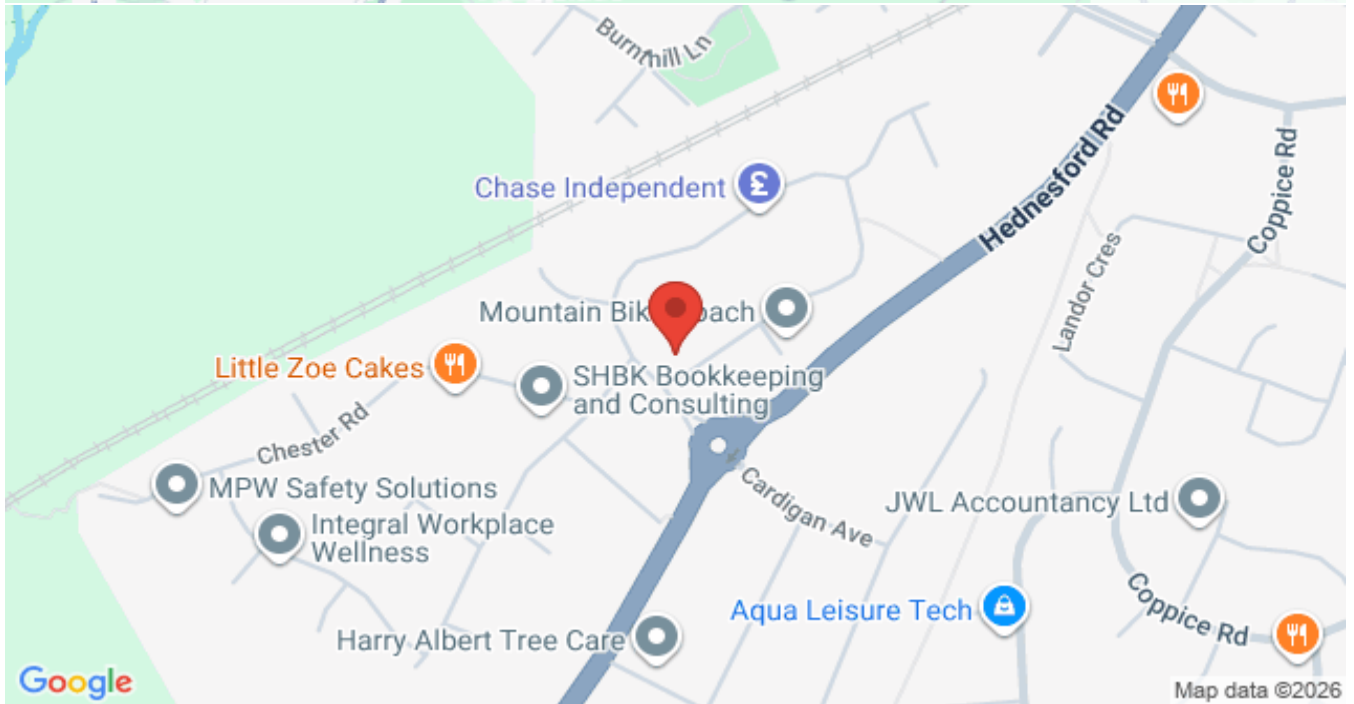 Burnthill Ln
Chase Independent
Hednesford Rd
Coppice Rd
Landor Cres
Mountain Bik
oach
Little Zoe Cakes
SHBK Bookkeeping
and Consulting
Chester Rd
MPW Safety Solutions
Integral Workplace
Wellness
Cardigan Ave
JWL Accountancy Ltd
Aqua Leisure Tech
Coppice Rd
Harry Albert Tree Care
Google
Map data ©2026